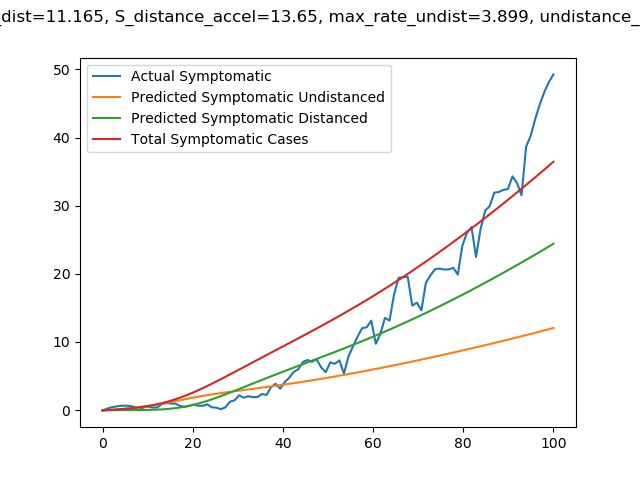 _dist=11.165, S_distance_accel=13.65, max_rate_undist=3.899, undistance_
50
40
30
20
10
0
Actual Symptomatic
Predicted Symptomatic Undistanced
Predicted Symptomatic Distanced
Total Symptomatic Cases
0 20 40 60 80 100